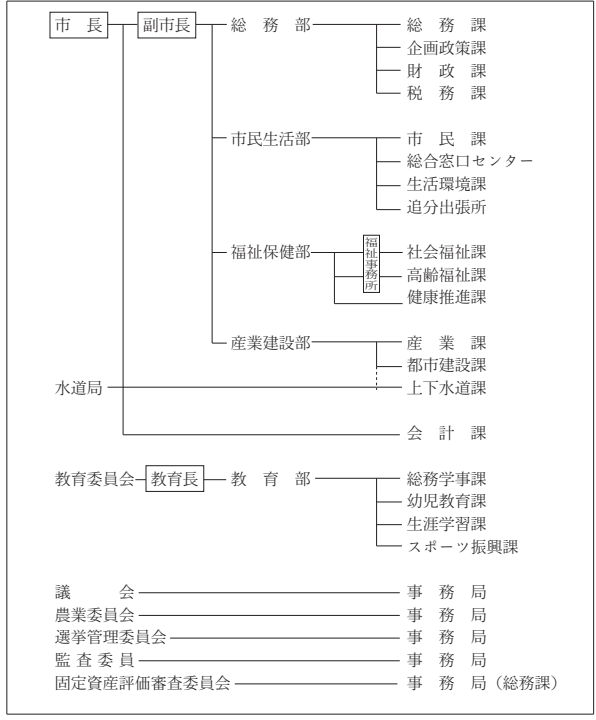 市　長 副市長 総　務　部 総　務　課
企画政策課
財　政　課
税　務　課
市民生活部 市　民　課
総合窓口センター
生活環境課
追分出張所
福祉保健部 福祉事務所 社会福祉課
高齢福祉課
健康推進課
産業建設部 産　業　課
都市建設課
水道局 上下水道課
会　計　課
教育委員会 教育長 教　育　部 総務学事課
幼児教育課
生涯学習課
スポーツ振興課
議　　会 事　務　局
農業委員会 事　務　局
選挙管理委員会 事　務　局
監査委員 事　務　局
固定資産評価審査委員会 事　務　局（総務課）